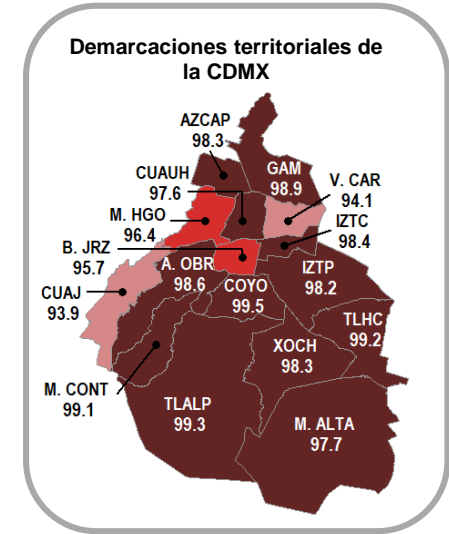 Demarcaciones territoriales de
la CDMX
AZCAP
98.3
GAM
98.9
CUAUH
97.6
V. CAR
94.1
M. HGO
96.4
IZTC
98.4
B. JRZ
95.7
A. OBR
98.6
IZTP
98.2
CUAJ
93.9
COYO
99.5
TLHC
99.2
XOCH
98.3
M. CONT
99.1
TLALP
99.3
M. ALTA
97.7